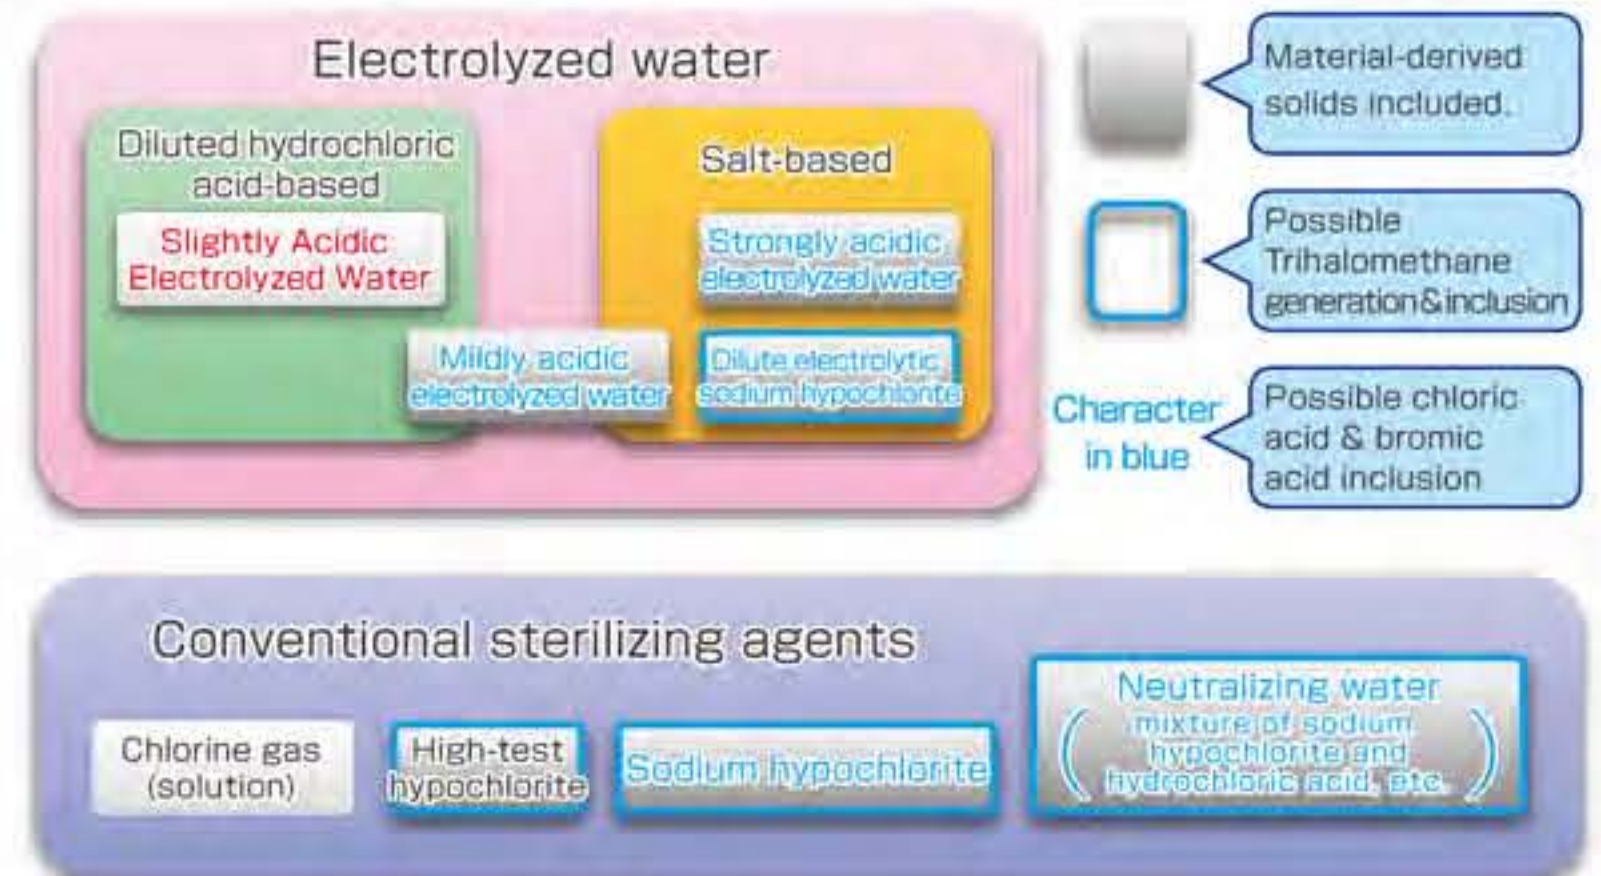 Electrolyzed water
Diluted hydrochloric
acid-based
Slightly Acidic
Electrolyzed Water
Salt-based
Strongly acidic
electrolyzed water
Mildly acidic
electrolyzed water
Dilute electrolytic
sodium hypochlorite
Material-derived
solids included.
Possible
Trihalomethane
generation&inclusion
Character
in blue
Possible chloric
acid & bromic
acid inclusion
Conventional sterilizing agents
Chlorine gas
(solution)
High-test
hypochlorite
Sodium hypochlorite
Neutralizing water
(mixture of sodium
hypochlorite and
hydrochloric acid, etc.)